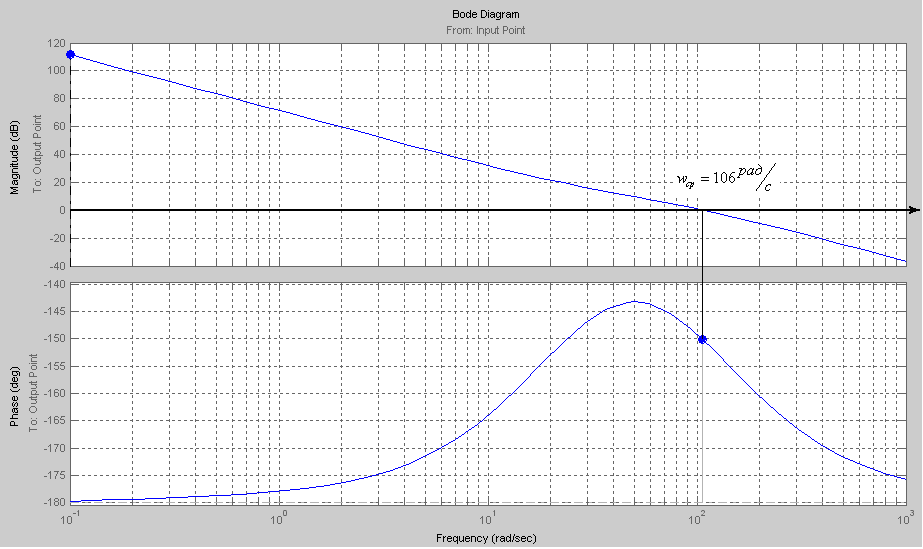 Bode Diagram
From: Input Point
Magnitude (dB)
To: Output Point
120
100
80
60
40
20
0
-20
-40
w_ср = 106 рад/с
Phase (deg)
To: Output Point
-140
-145
-150
-155
-160
-165
-170
-175
-180
10^-1
10^0
10^1
10^2
10^3
Frequency (rad/sec)